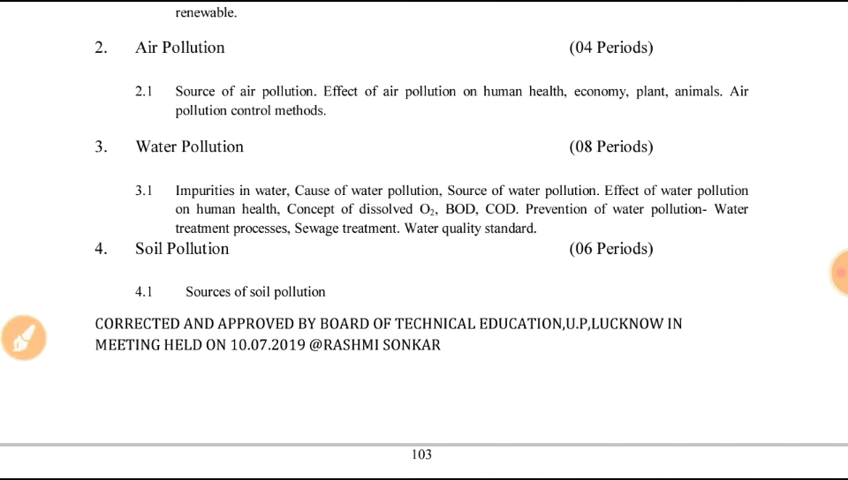 renewable.
2. Air Pollution (04 Periods)
2.1 Source of air pollution. Effect of air pollution on human health, economy, plant, animals. Air
pollution control methods.
3. Water Pollution (08 Periods)
3.1 Impurities in water, Cause of water pollution, Source of water pollution. Effect of water pollution
on human health, Concept of dissolved O₂, BOD, COD. Prevention of water pollution- Water
treatment processes, Sewage treatment. Water quality standard.
4. Soil Pollution (06 Periods)
4.1 Sources of soil pollution
CORRECTED AND APPROVED BY BOARD OF TECHNICAL EDUCATION,U.P,LUCKNOW IN
MEETING HELD ON 10.07.2019 @RASHMI SONKAR
103